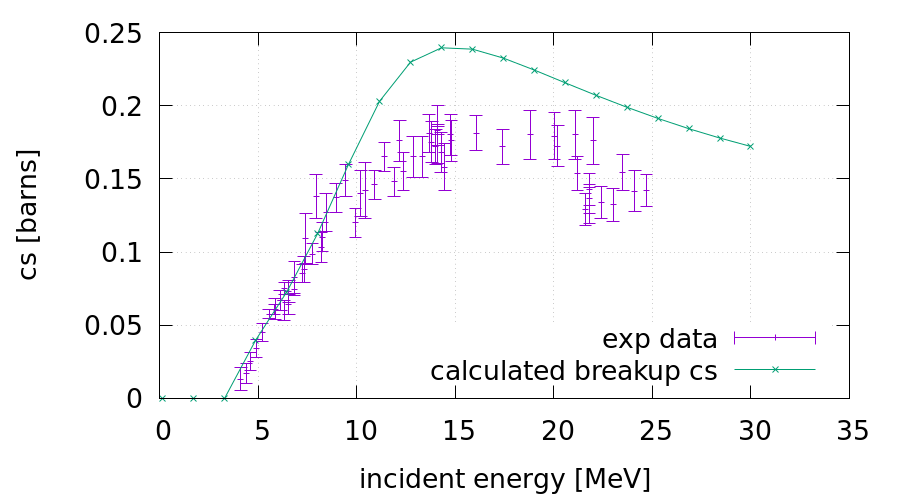 0.25
0.2
0.15
0.1
0.05
0
cs [barns]
exp data
calculated breakup cs
0 5 10 15 20 25 30 35
incident energy [MeV]